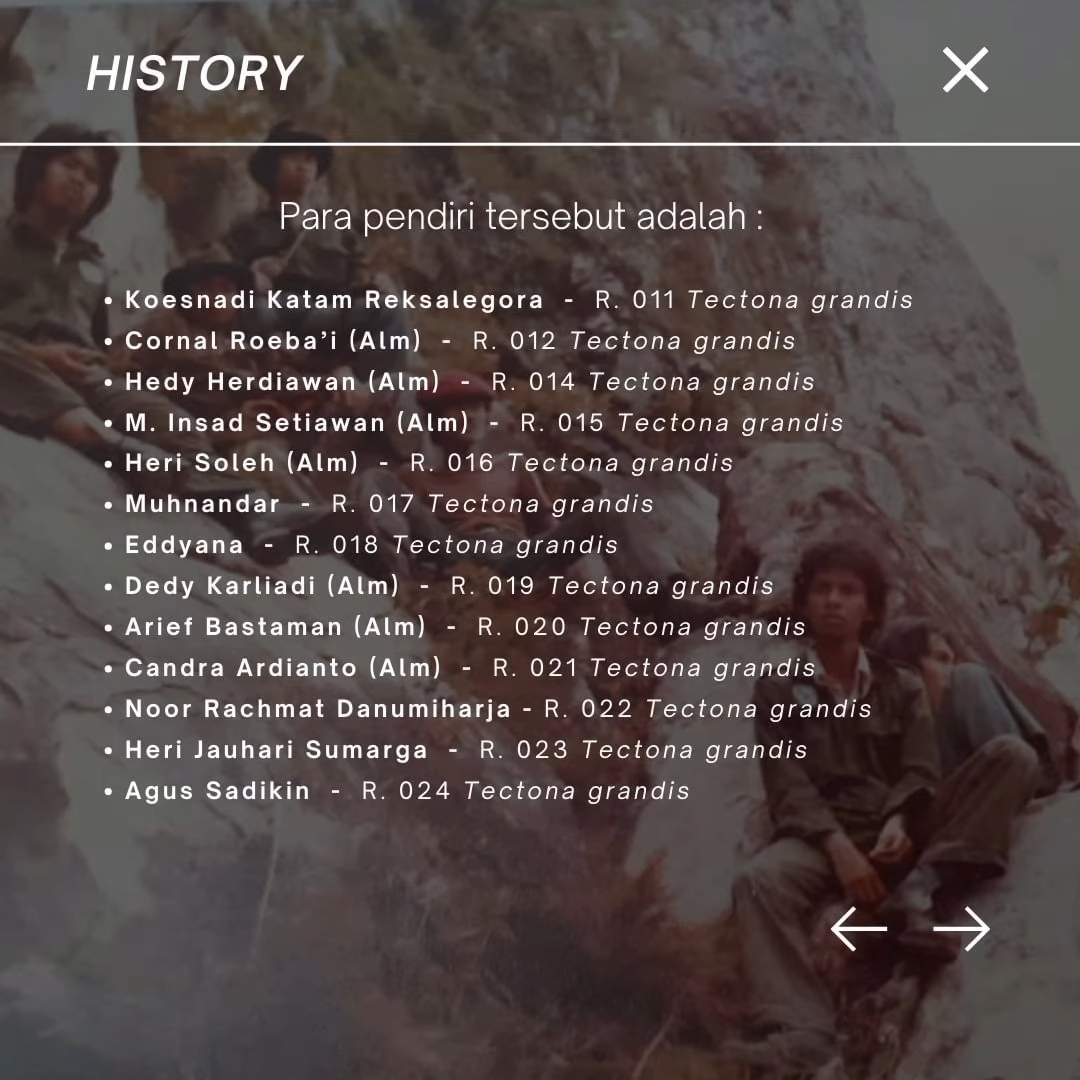 HISTORY
Para pendiri tersebut adalah :
• Koesnadi Katam Reksalegora - R. 011 Tectona grandis
• Cornal Roeba’i (Alm) - R. 012 Tectona grandis
• Hedy Herdiawan (Alm) - R. 014 Tectona grandis
• M. Insad Setiawan (Alm) - R. 015 Tectona grandis
• Heri Soleh (Alm) - R. 016 Tectona grandis
• Muhnandar - R. 017 Tectona grandis
• Eddyana - R. 018 Tectona grandis
• Dedy Karliadi (Alm) - R. 019 Tectona grandis
• Arief Bastaman (Alm) - R. 020 Tectona grandis
• Candra Ardianto (Alm) - R. 021 Tectona grandis
• Noor Rachmat Danumiharja - R. 022 Tectona grandis
• Heri Jauhari Sumarga - R. 023 Tectona grandis
• Agus Sadikin - R. 024 Tectona grandis